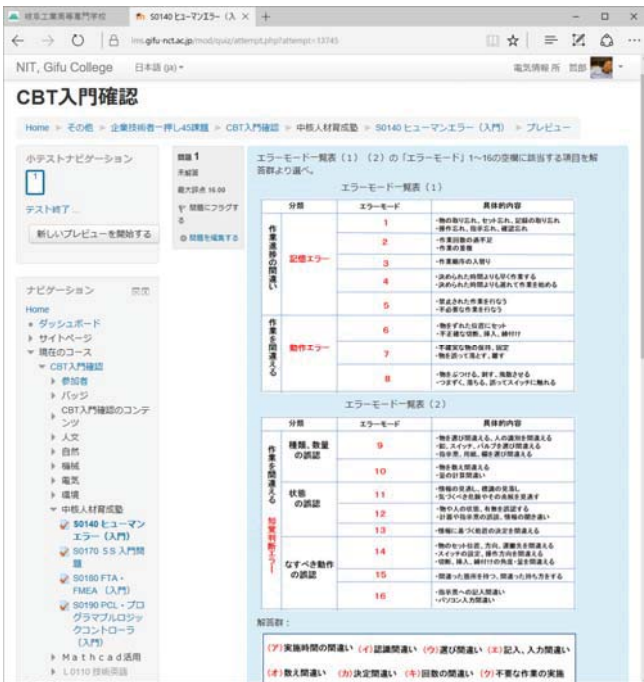 岐阜工業高等専門学校
S0140 ヒューマンエラー (入
lms.gifu-nct.ac.jp/mod/quiz/attempt.php?attempt=13745
NIT, Gifu College 日本語 (ja)
電気情報 所 哲郎
CBT入門確認
Home その他 企業技術者一押し45課題 CBT入門確認 中核人材育成塾 S0140 ヒューマンエラー (入門) プレビュー
小テストナビゲーション
1
テスト終了...
新しいプレビューを開始する
問題 1
未解答
最大評点 16.00
問題にフラグする
問題を編集する
ナビゲーション
Home
ダッシュボード
サイトページ
現在のコース
CBT入門確認
参加者
バッジ
CBT入門確認のコンテンツ
人文
自然
機械
電気
環境
中核人材育成塾
S0140 ヒューマンエラー (入門)
S0170 5S 入門問題
S0180 FTA・FMEA (入門)
S0190 PCL・プログラマブルロジックコントローラ (入門)
Mathcad活用
L0110 技術英語
エラーモード一覧表(1)(2)の「エラーモード」1~16の空欄に該当する項目を解答群より選べ。
エラーモード一覧表(1)
分類 エラーモード 具体的内容
作業進捗の間違い
記憶エラー
1 ・物の取り忘れ、セット忘れ、記録の取り忘れ
・操作忘れ、指示忘れ、確認忘れ
2 ・作業回数の過不足
・作業の重複
3 ・作業順序の入替り
4 ・決められた時間よりも早く作業する
・決められた時間よりも遅れて作業を始める
5 ・禁止された作業を行なう
・不必要な作業を行なう
作業を間違える
動作エラー
6 ・物をずれた位置にセット
・不正確な切断、挿入、締付け
7 ・不確実な物の保持、固定
・物を誤って落とす、覆す
8 ・物をぶつける、刺す、飛散させる
・つまずく、落ちる、誤ってスイッチに触れる
エラーモード一覧表(2)
分類 エラーモード 具体的内容
作業を間違える 知覚判断エラー
種類、数量の誤認
9 ・物を選び間違える、人の識別を間違える
・釦、スイッチ、バルブを選び間違える
・指示票、用紙、欄を選び間違える
10 ・物を数え間違える
・量の計算間違い
状態の誤認
11 ・情報の見逃し、標識の見落し
・気づくべき危険やその兆候を見逃す
12 ・物や人の状態、有無を誤認する
・計器や指示票の誤読、情報の聞き違い
13 ・情報に基づく処置の決定を間違える
なすべき動作の誤認
14 ・物のセット位置、方向、運搬先を間違える
・スイッチの設定、操作方向を間違える
・切断、挿入、締付けの角度・量を間違える
15 ・間違った箇所を持つ、間違った持ち方をする
16 ・指示票への記入間違い
・パソコン入力間違い
解答群:
(ア)実施時間の間違い (イ)認識間違い (ウ)選び間違い (エ)記入、入力間違い
(オ)数え間違い (カ)決定間違い (キ)回数の間違い (ク)不要な作業の実施